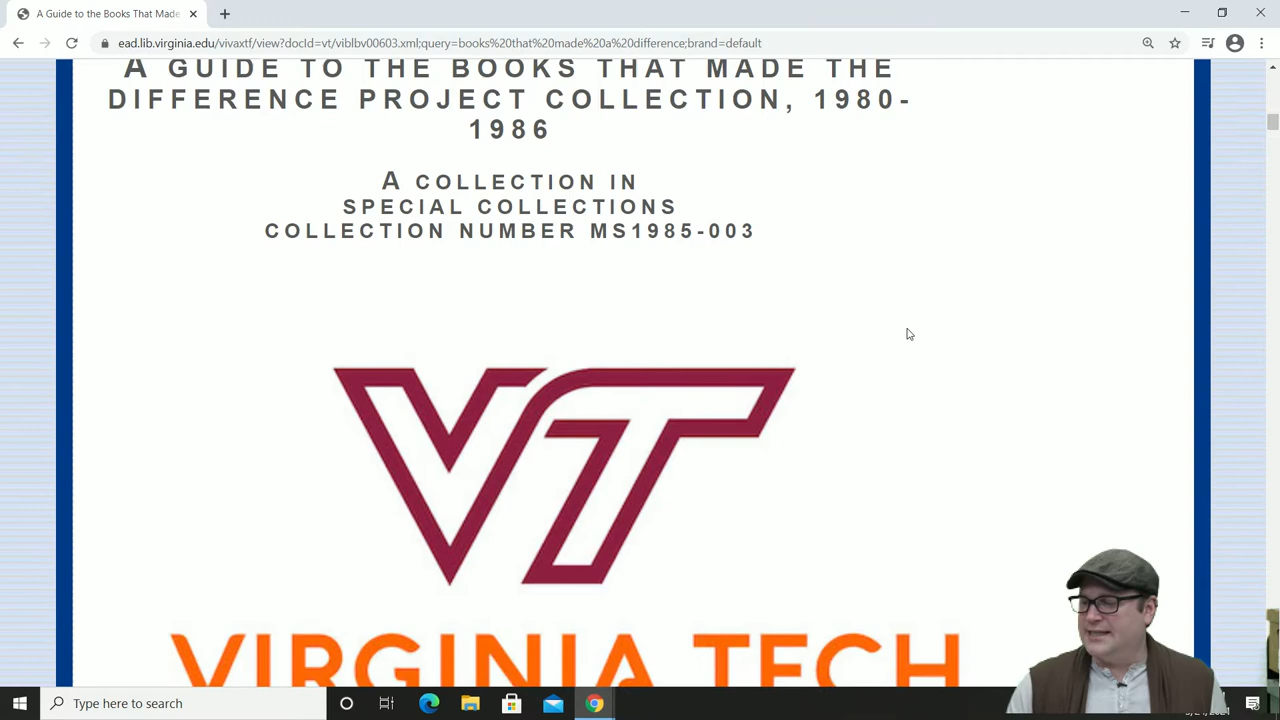 A Guide to the Books That Made
ead.lib.virginia.edu/vivaxtf/view?docId=vt/viblbv00603.xml;query=books%20that%20made%20a%20difference;brand=default
A GUIDE TO THE BOOKS THAT MADE THE
DIFFERENCE PROJECT COLLECTION, 1980-
1986
A COLLECTION IN
SPECIAL COLLECTIONS
COLLECTION NUMBER MS1985-003
VT
VIRGINIA TECH
Type here to search